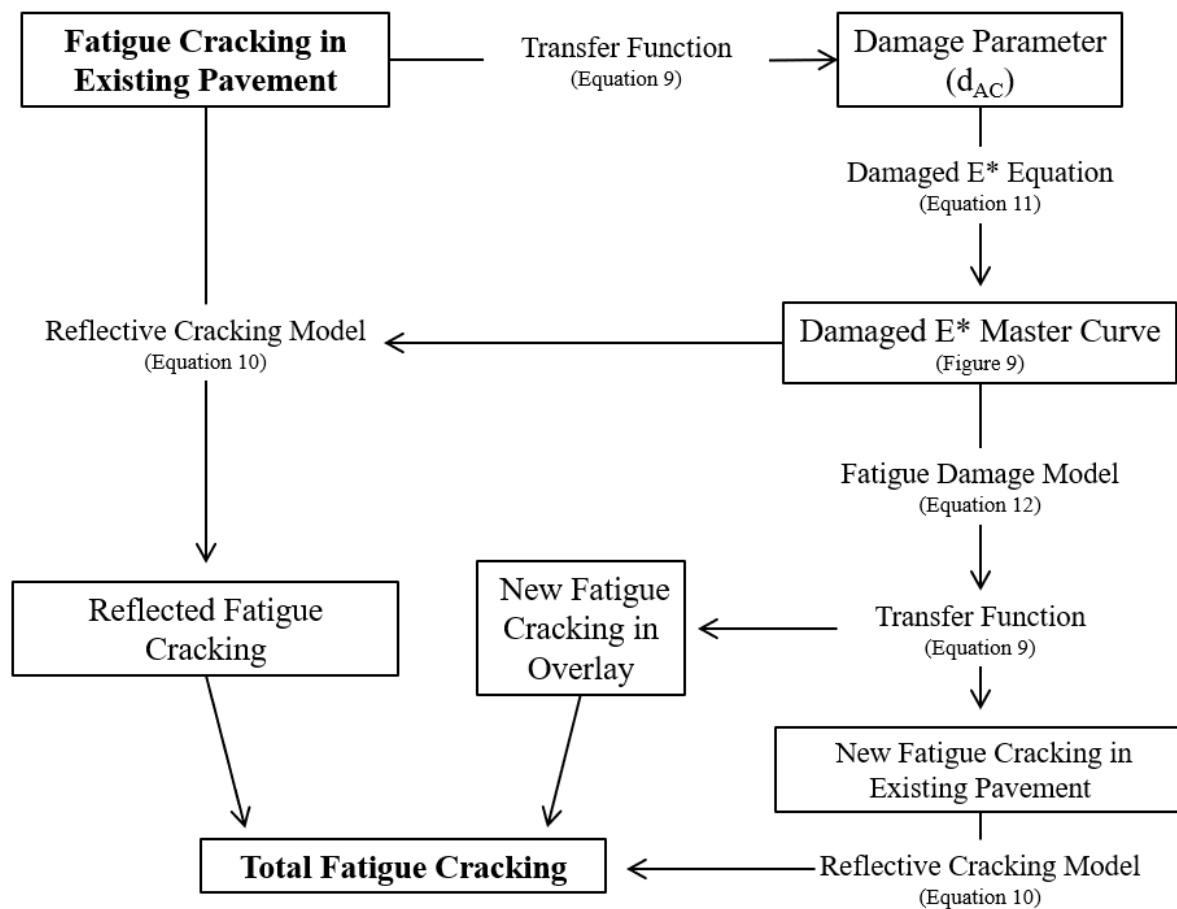 Fatigue Cracking in
Existing Pavement
Transfer Function
(Equation 9)
Damage Parameter
(dAC)
Damaged E* Equation
(Equation 11)
Reflective Cracking Model
(Equation 10)
Damaged E* Master Curve
(Figure 9)
Fatigue Damage Model
(Equation 12)
Reflected Fatigue
Cracking
New Fatigue
Cracking in
Overlay
Transfer Function
(Equation 9)
New Fatigue Cracking in
Existing Pavement
Total Fatigue Cracking
Reflective Cracking Model
(Equation 10)